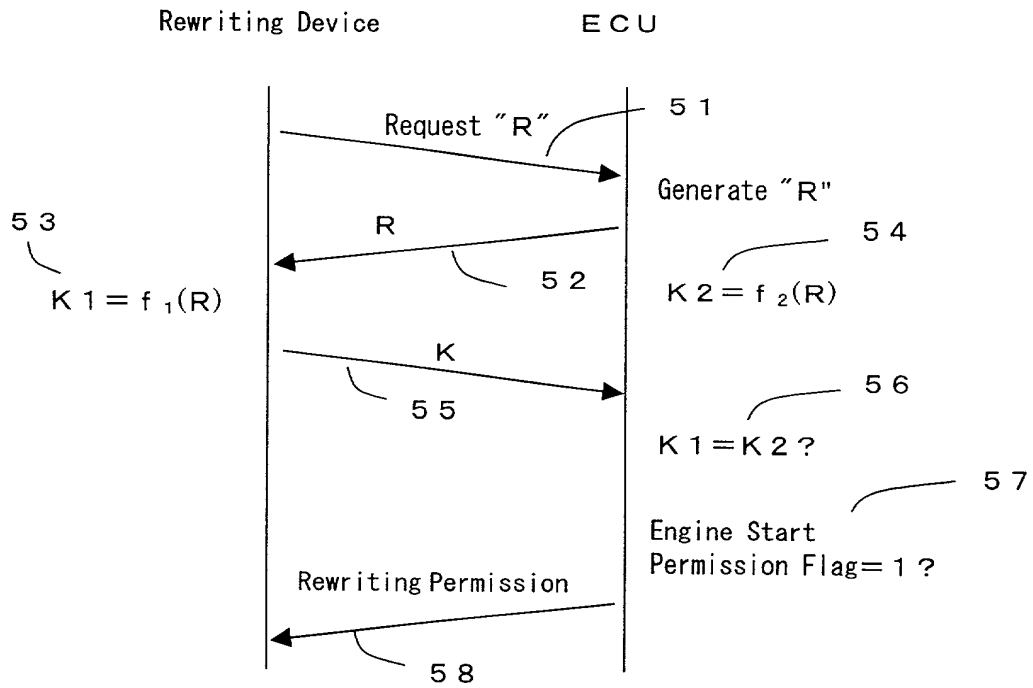 Rewriting Device
ECU
51
Request "R"
Generate "R"
53
R
54
52
K1=f₁(R)
K2=f₂(R)
K
56
55
K1=K2?
57
Engine Start
Permission Flag=1?
Rewriting Permission
58